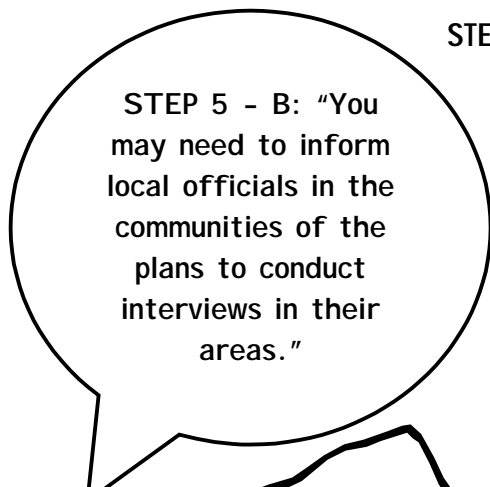 STE
STEP 5 - B: “You
may need to inform
local officials in the
communities of the
plans to conduct
interviews in their
areas.”